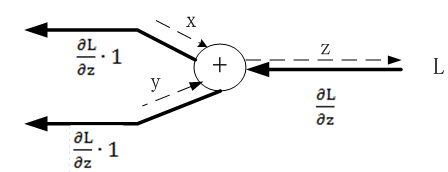 x
+
z
L
∂L/∂z · 1
y
∂L/∂z
∂L/∂z · 1